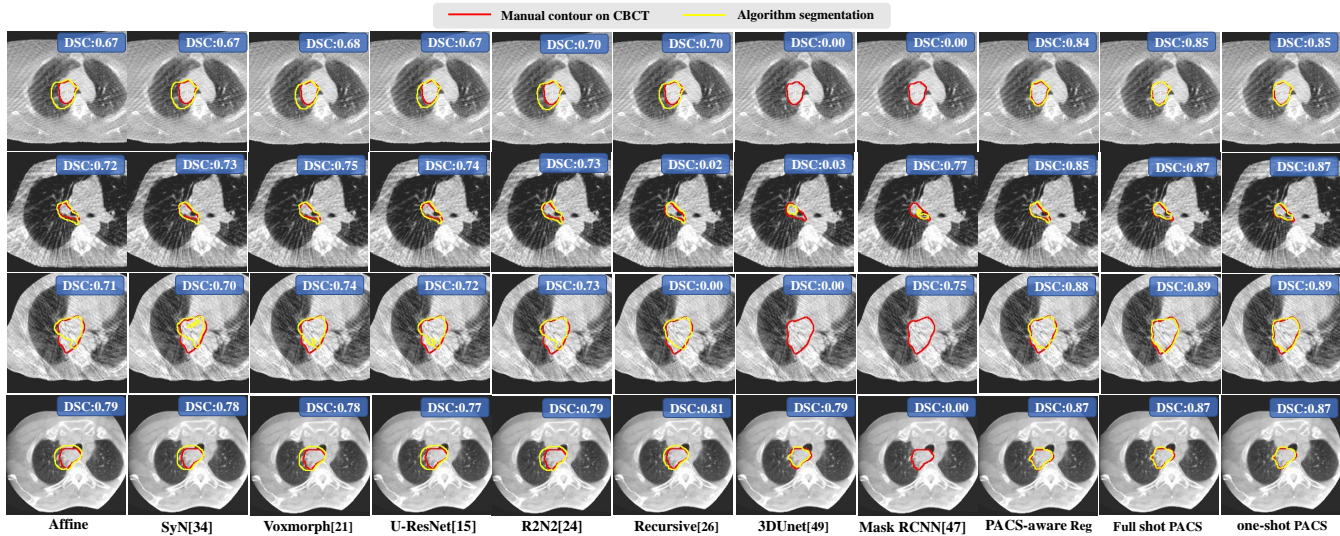 Manual contour on CBCT Algorithm segmentation
DSC:0.67 DSC:0.67 DSC:0.68 DSC:0.67 DSC:0.70 DSC:0.70 DSC:0.00 DSC:0.00 DSC:0.84 DSC:0.85 DSC:0.85
DSC:0.72 DSC:0.73 DSC:0.75 DSC:0.74 DSC:0.73 DSC:0.02 DSC:0.03 DSC:0.77 DSC:0.85 DSC:0.87 DSC:0.87
DSC:0.71 DSC:0.70 DSC:0.74 DSC:0.72 DSC:0.73 DSC:0.00 DSC:0.00 DSC:0.75 DSC:0.88 DSC:0.89 DSC:0.89
DSC:0.79 DSC:0.78 DSC:0.78 DSC:0.77 DSC:0.79 DSC:0.81 DSC:0.79 DSC:0.00 DSC:0.87 DSC:0.87 DSC:0.87
Affine SyN[34] Voxmorph[21] U-ResNet[15] R2N2[24] Recursive[26] 3DUnet[49] Mask RCNN[47] PACS-aware Reg Full shot PACS one-shot PACS